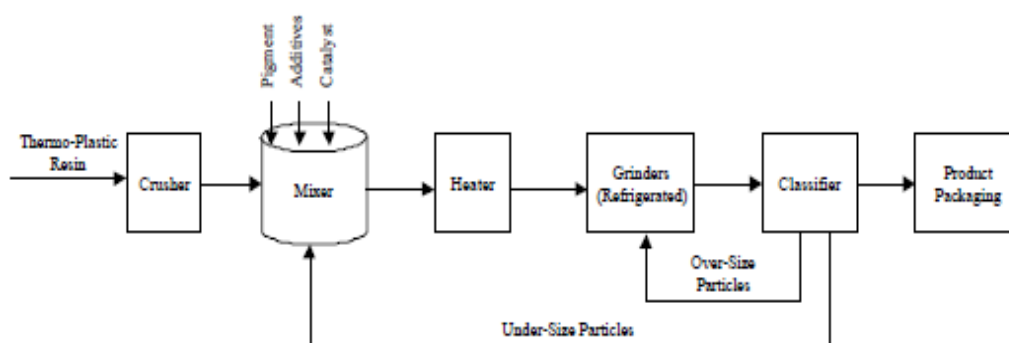 Pigment
Additives
Catalyst
Thermo-Plastic
Resin
Crusher
Mixer
Heater
Grinders
(Refrigerated)
Classifier
Product
Packaging
Over-Size
Particles
Under-Size Particles